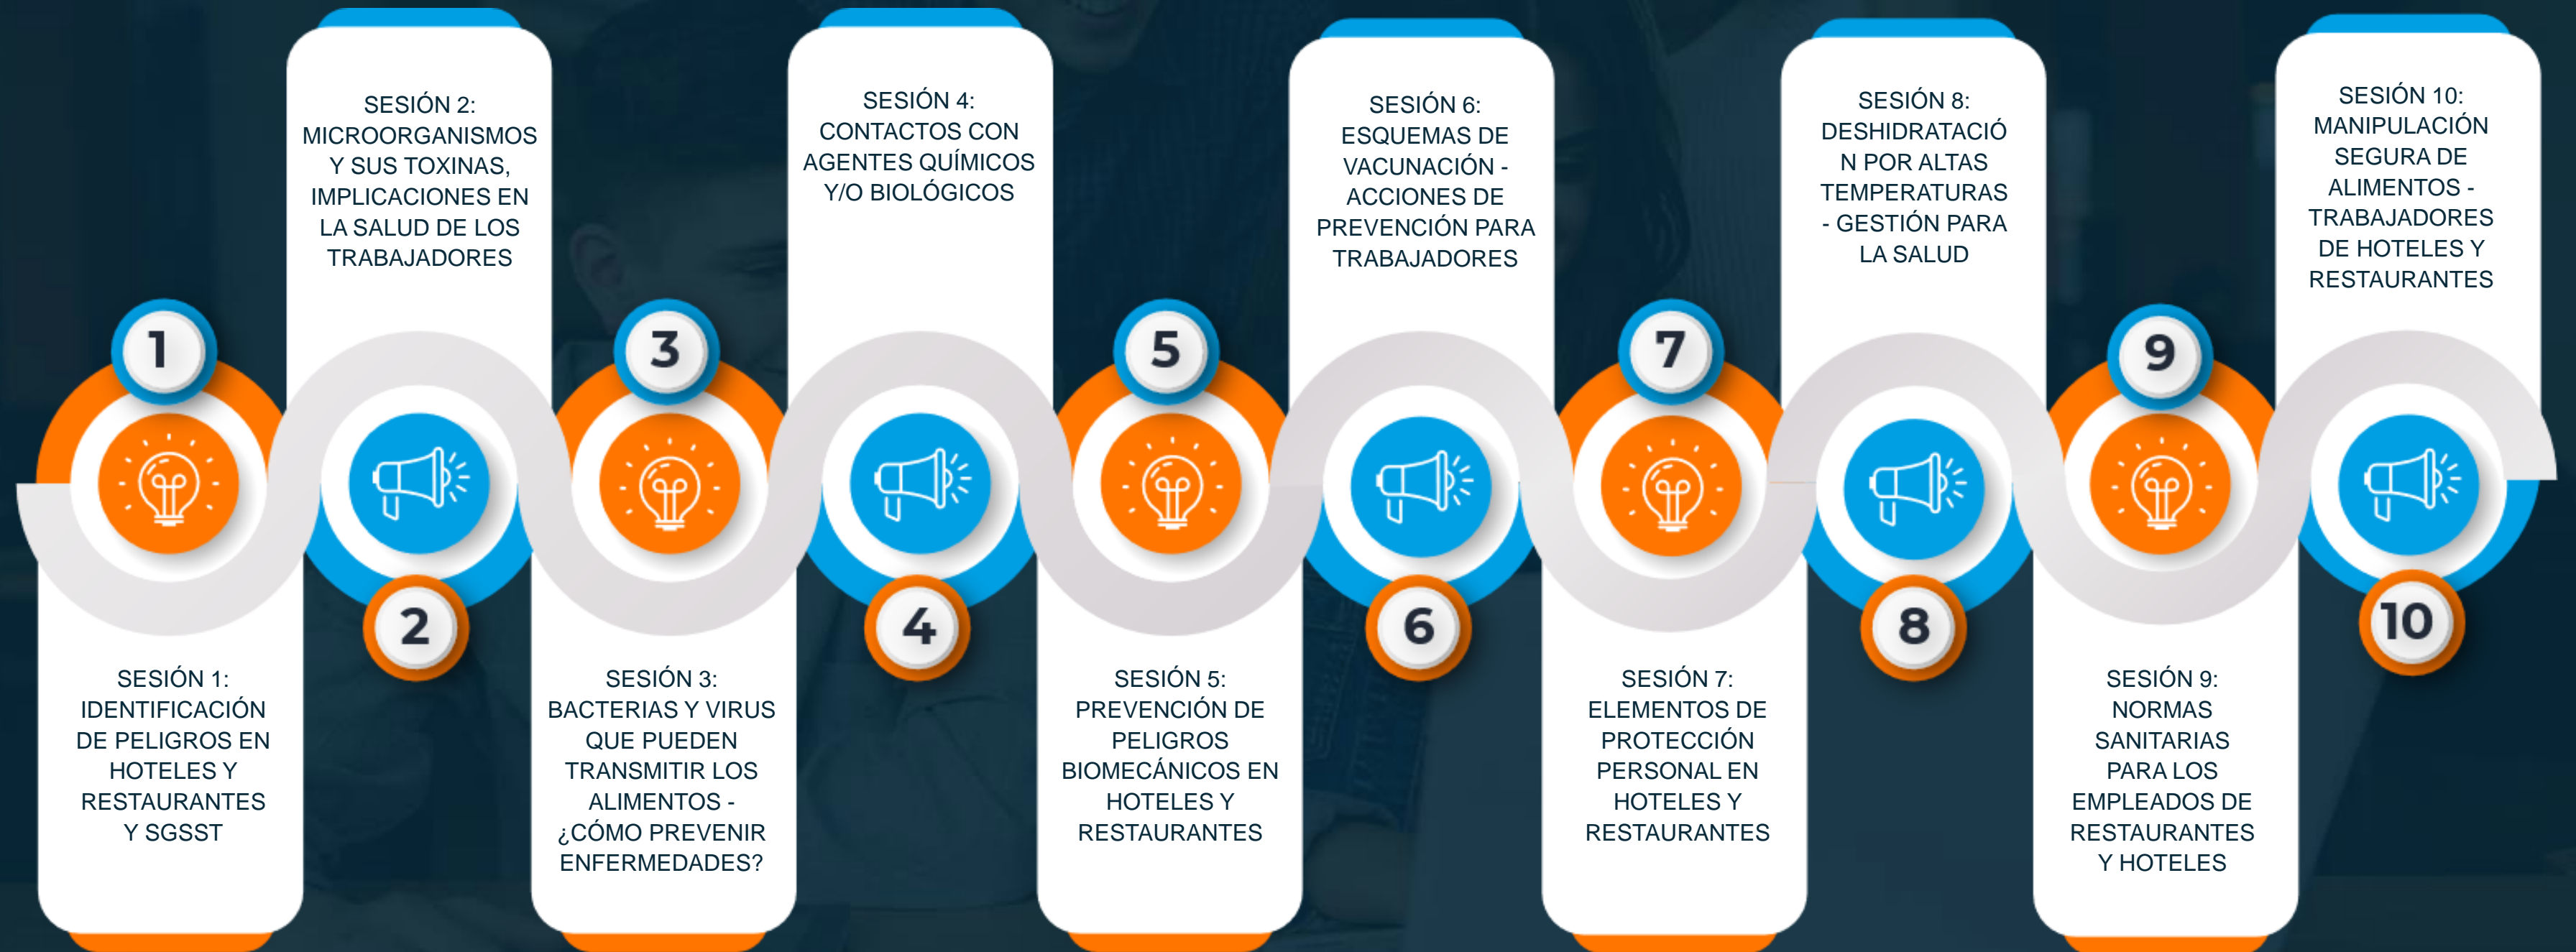 1
SESIÓN 1:
IDENTIFICACIÓN
DE PELIGROS EN
HOTELES Y
RESTAURANTES
Y SGSST
SESIÓN 2:
MICROORGANISMOS
Y SUS TOXINAS,
IMPLICACIONES EN
LA SALUD DE LOS
TRABAJADORES
2
3
SESIÓN 3:
BACTERIAS Y VIRUS
QUE PUEDEN
TRANSMITIR LOS
ALIMENTOS -
¿CÓMO PREVENIR
ENFERMEDADES?
SESIÓN 4:
CONTACTOS CON
AGENTES QUÍMICOS
Y/O BIOLÓGICOS
4
5
SESIÓN 5:
PREVENCIÓN DE
PELIGROS
BIOMECÁNICOS EN
HOTELES Y
RESTAURANTES
SESIÓN 6:
ESQUEMAS DE
VACUNACIÓN -
ACCIONES DE
PREVENCIÓN PARA
TRABAJADORES
6
7
SESIÓN 7:
ELEMENTOS DE
PROTECCIÓN
PERSONAL EN
HOTELES Y
RESTAURANTES
SESIÓN 8:
DESHIDRATACIÓ
N POR ALTAS
TEMPERATURAS
- GESTIÓN PARA
LA SALUD
8
9
SESIÓN 9:
NORMAS
SANITARIAS
PARA LOS
EMPLEADOS DE
RESTAURANTES
Y HOTELES
SESIÓN 10:
MANIPULACIÓN
SEGURA DE
ALIMENTOS -
TRABAJADORES
DE HOTELES Y
RESTAURANTES
10